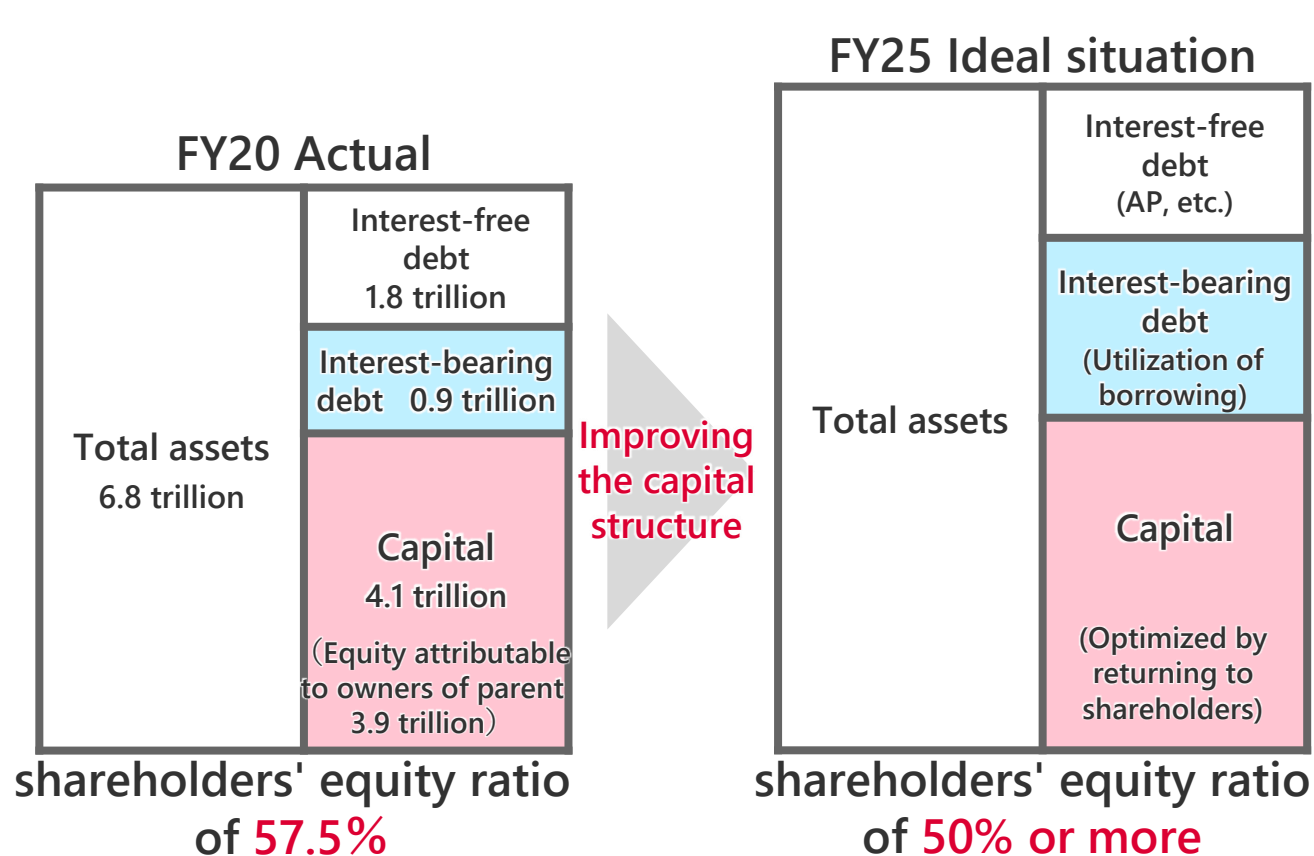 FY20 Actual
Total assets
6.8 trillion
Interest-free
debt
1.8 trillion
Interest-bearing
debt 0.9 trillion
Capital
4.1 trillion
（Equity attributable
to owners of parent
3.9 trillion）
shareholders' equity ratio
of 57.5%
Improving
the capital
structure
FY25 Ideal situation
Total assets
Interest-free
debt
(AP, etc.)
Interest-bearing
debt
(Utilization of
borrowing)
Capital
(Optimized by
returning to
shareholders)
shareholders' equity ratio
of 50% or more